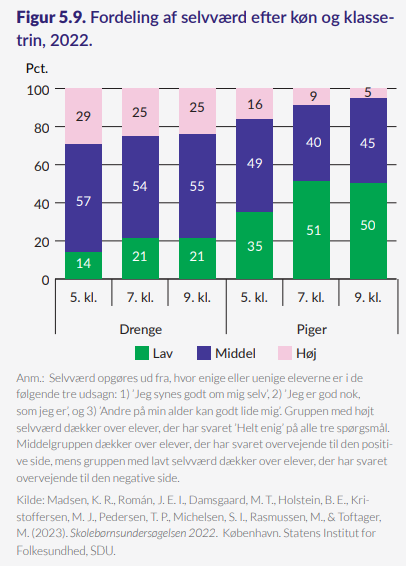 Figur 5.9. Fordeling af selvværd efter køn og klasse-
trin, 2022.
Pct.
100
80
60
40
20
0
29
57
14
25
54
21
25
55
21
16
49
35
9
40
51
5
45
50
5. kl. 7. kl. 9. kl. 5. kl. 7. kl. 9. kl.
Drenge Piger
Lav Middel Høj
Anm.: Selvværd opgøres ud fra, hvor enige eller uenige eleverne er i de
følgende tre udsagn: 1) ’Jeg synes godt om mig selv’, 2) ’Jeg er god nok,
som jeg er’, og 3) ’Andre på min alder kan godt lide mig’. Gruppen med højt
selvværd dækker over elever, der har svaret ’Helt enig’ på alle tre spørgsmål.
Middelgruppen dækker over elever, der har svaret overvejende til den positi-
ve side, mens gruppen med lavt selvværd dækker over elever, der har svaret
overvejende til den negative side.
Kilde: Madsen, K. R., Román, J. E. I., Damsgaard, M. T., Holstein, B. E., Kri-
stoffersen, M. J., Pedersen, T. P., Michelsen, S. I., Rasmussen, M., & Toftager,
M. (2023). Skolebørnsundersøgelsen 2022. København. Statens Institut for
Folkesundhed, SDU.